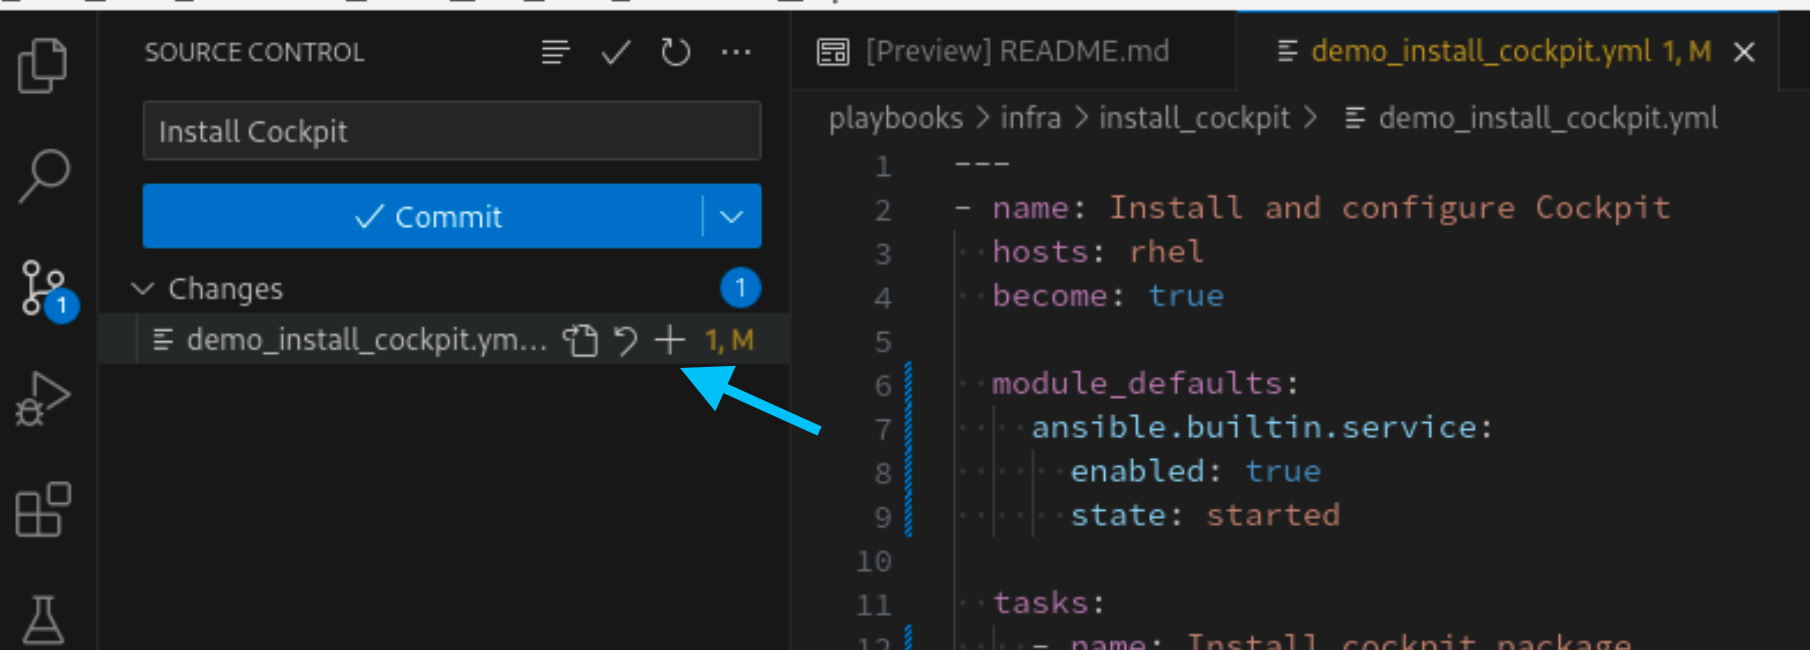 SOURCE CONTROL
Install Cockpit
Commit
Changes
1
demo_install_cockpit.ym... 1, M
1
[Preview] README.md
demo_install_cockpit.yml 1, M
playbooks > infra > install_cockpit > demo_install_cockpit.yml
1 ---
2 - name: Install and configure Cockpit
3 hosts: rhel
4 become: true
5
6 module_defaults:
7 ansible.builtin.service:
8 enabled: true
9 state: started
10
11 tasks:
12 - name: Install cockpit package